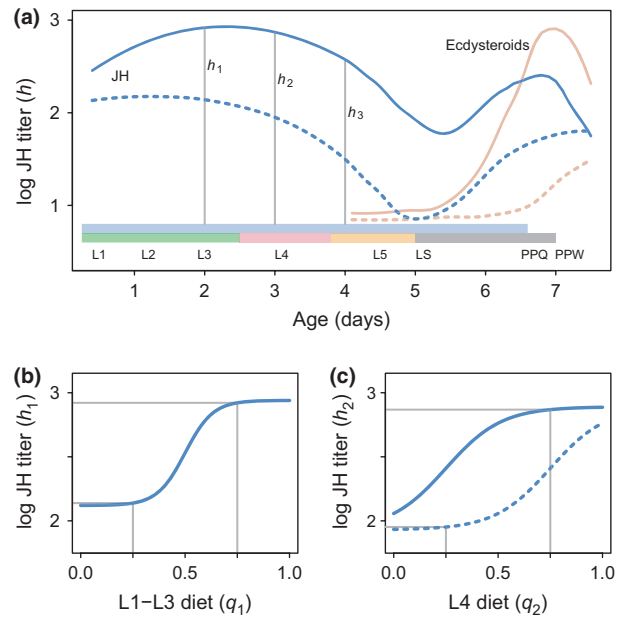 (a)
3
2
1
log JH titer (h)
JH
h1
h2
h3
Ecdysteroids
L1 L2 L3 L4 L5 LS PPQ PPW
1 2 3 4 5 6 7
Age (days)
(b)
3
2
log JH titer (h1)
0.0 0.5 1.0
L1−L3 diet (q1)
(c)
3
2
log JH titer (h2)
0.0 0.5 1.0
L4 diet (q2)